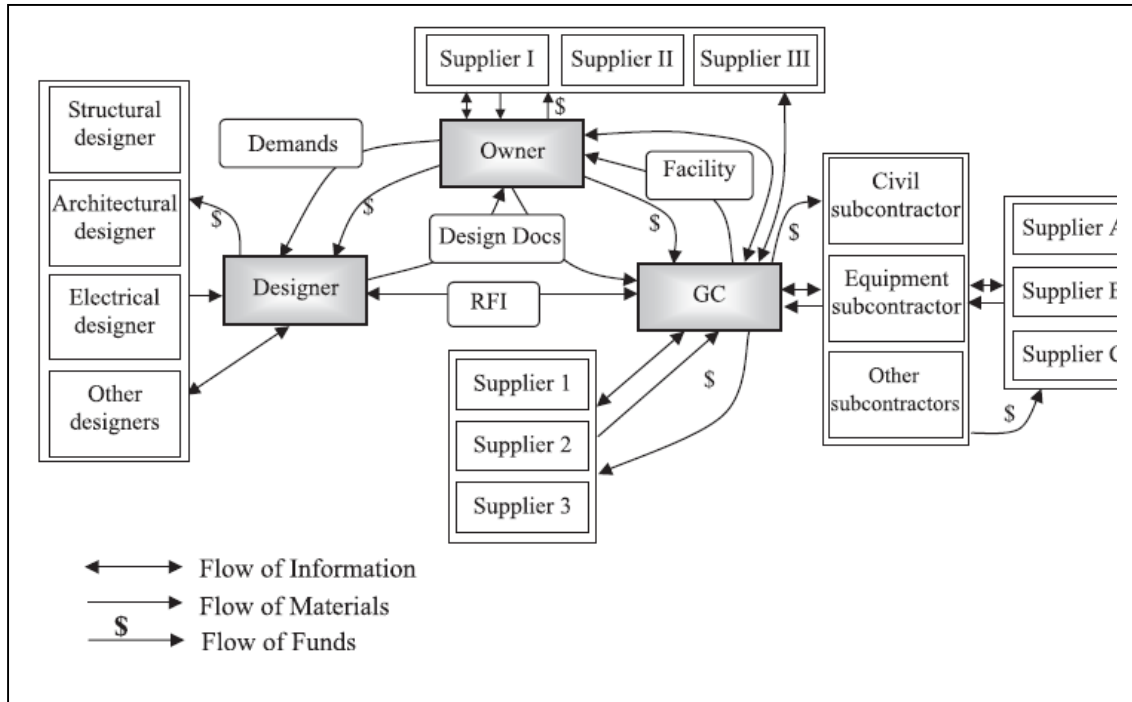 Supplier I
Supplier II
Supplier III
$
Structural
designer
Architectural
designer
Electrical
designer
Other
designers
$
Demands
Owner
$
Design Docs
Facility
$
$
Designer
RFI
GC
Civil
subcontractor
Equipment
subcontractor
Other
subcontractors
Supplier A
Supplier B
Supplier C
$
Supplier 1
Supplier 2
Supplier 3
$
Flow of Information
Flow of Materials
$
Flow of Funds